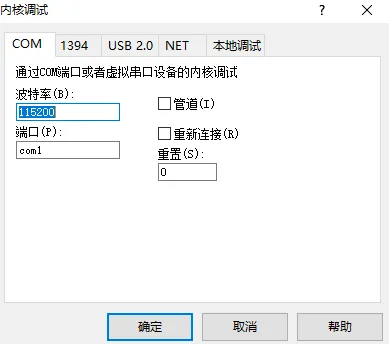 内核调试
? ×
COM 1394 USB 2.0 NET 本地调试
通过COM端口或者虚拟串口设备的内核调试
波特率(B):
115200
管道(I)
端口(P):
重新连接(R)
com1
重置(S):
0
确定 取消 帮助